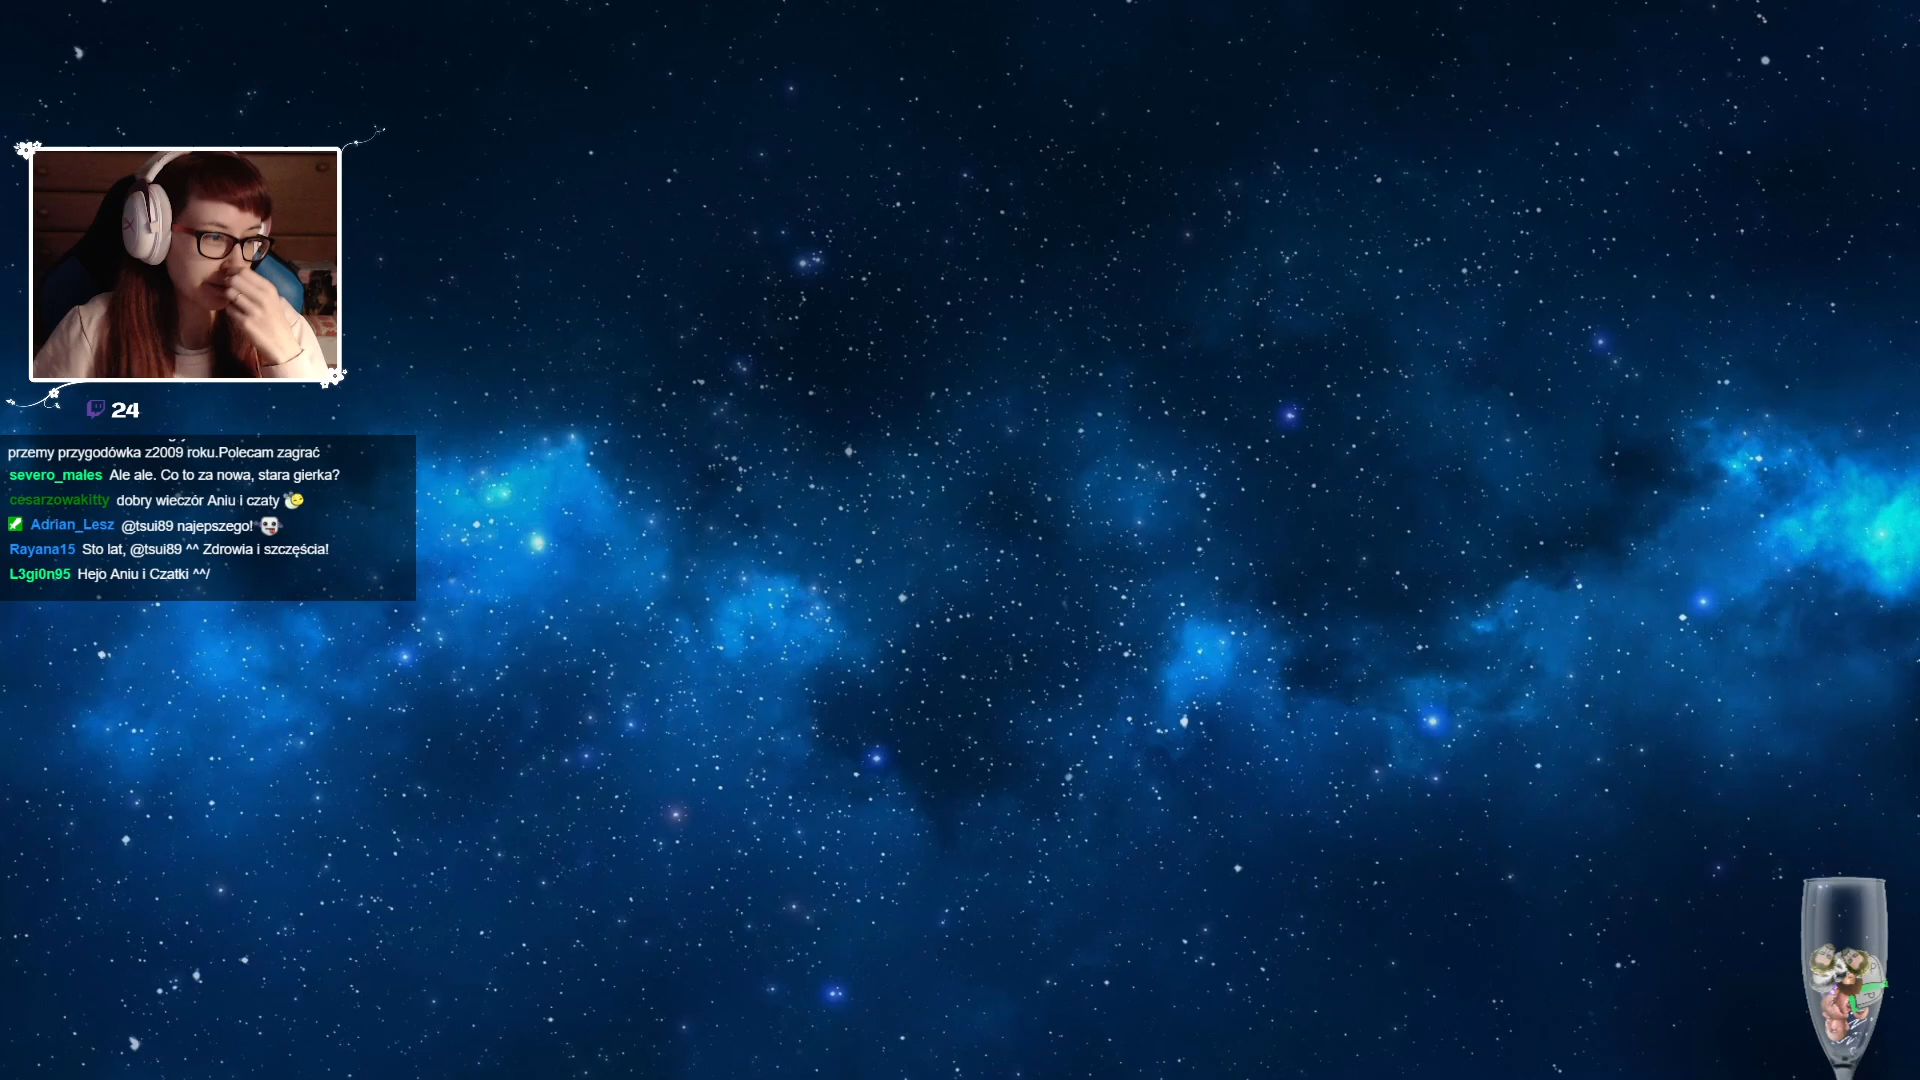 24
przemy przygodówka z2009 roku.Polecam zagrać
severo_males Ale ale. Co to za nowa, stara gierka?
cesarzowakitty dobry wieczór Aniu i czaty
Adrian_Lesz @tsui89 najepszego!
Rayana15 Sto lat, @tsui89 ^^ Zdrowia i szczęścia!
L3gi0n95 Hejo Aniu i Czatki ^^/